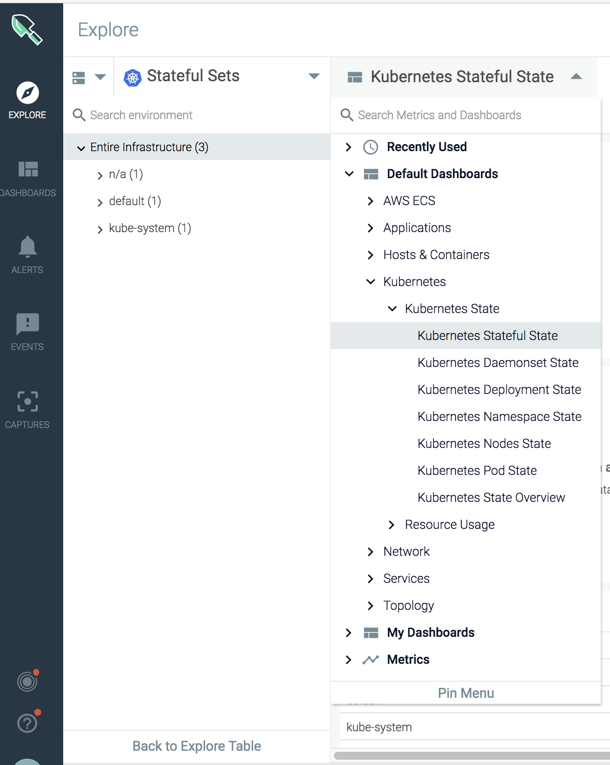 Explore
EXPLORE
DASHBOARDS
ALERTS
EVENTS
CAPTURES
Stateful Sets
Search environment
Entire Infrastructure (3)
n/a (1)
default (1)
kube-system (1)
Back to Explore Table
Kubernetes Stateful State
Search Metrics and Dashboards
Recently Used
Default Dashboards
AWS ECS
Applications
Hosts & Containers
Kubernetes
Kubernetes State
Kubernetes Stateful State
Kubernetes Daemonset State
Kubernetes Deployment State
Kubernetes Namespace State
Kubernetes Nodes State
Kubernetes Pod State
Kubernetes State Overview
Resource Usage
Network
Services
Topology
My Dashboards
Metrics
Pin Menu
kube-system